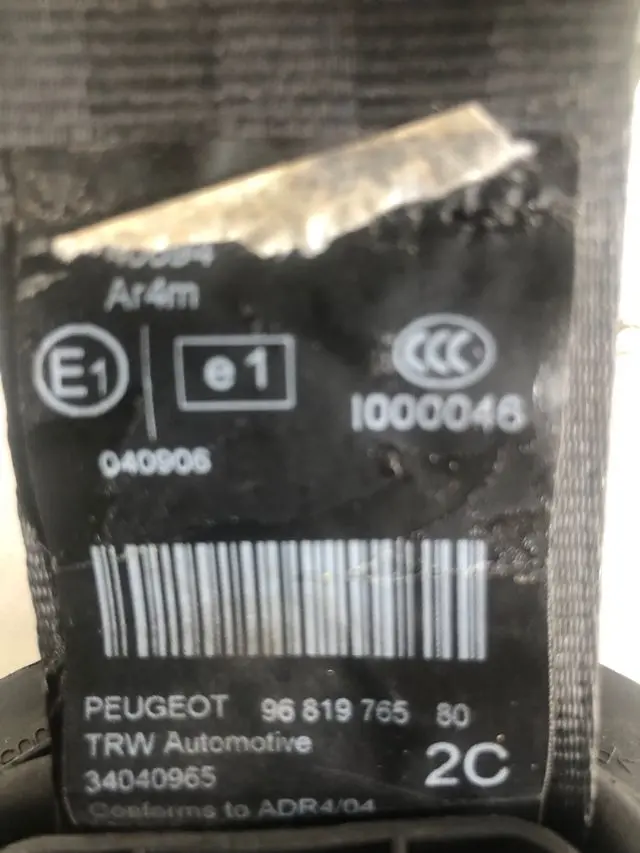 Ar4m
E1 e1 CCC
I000046
040906
PEUGEOT 96 819 765 80
TRW Automotive
34040965 2C
Conforms to ADR4/04